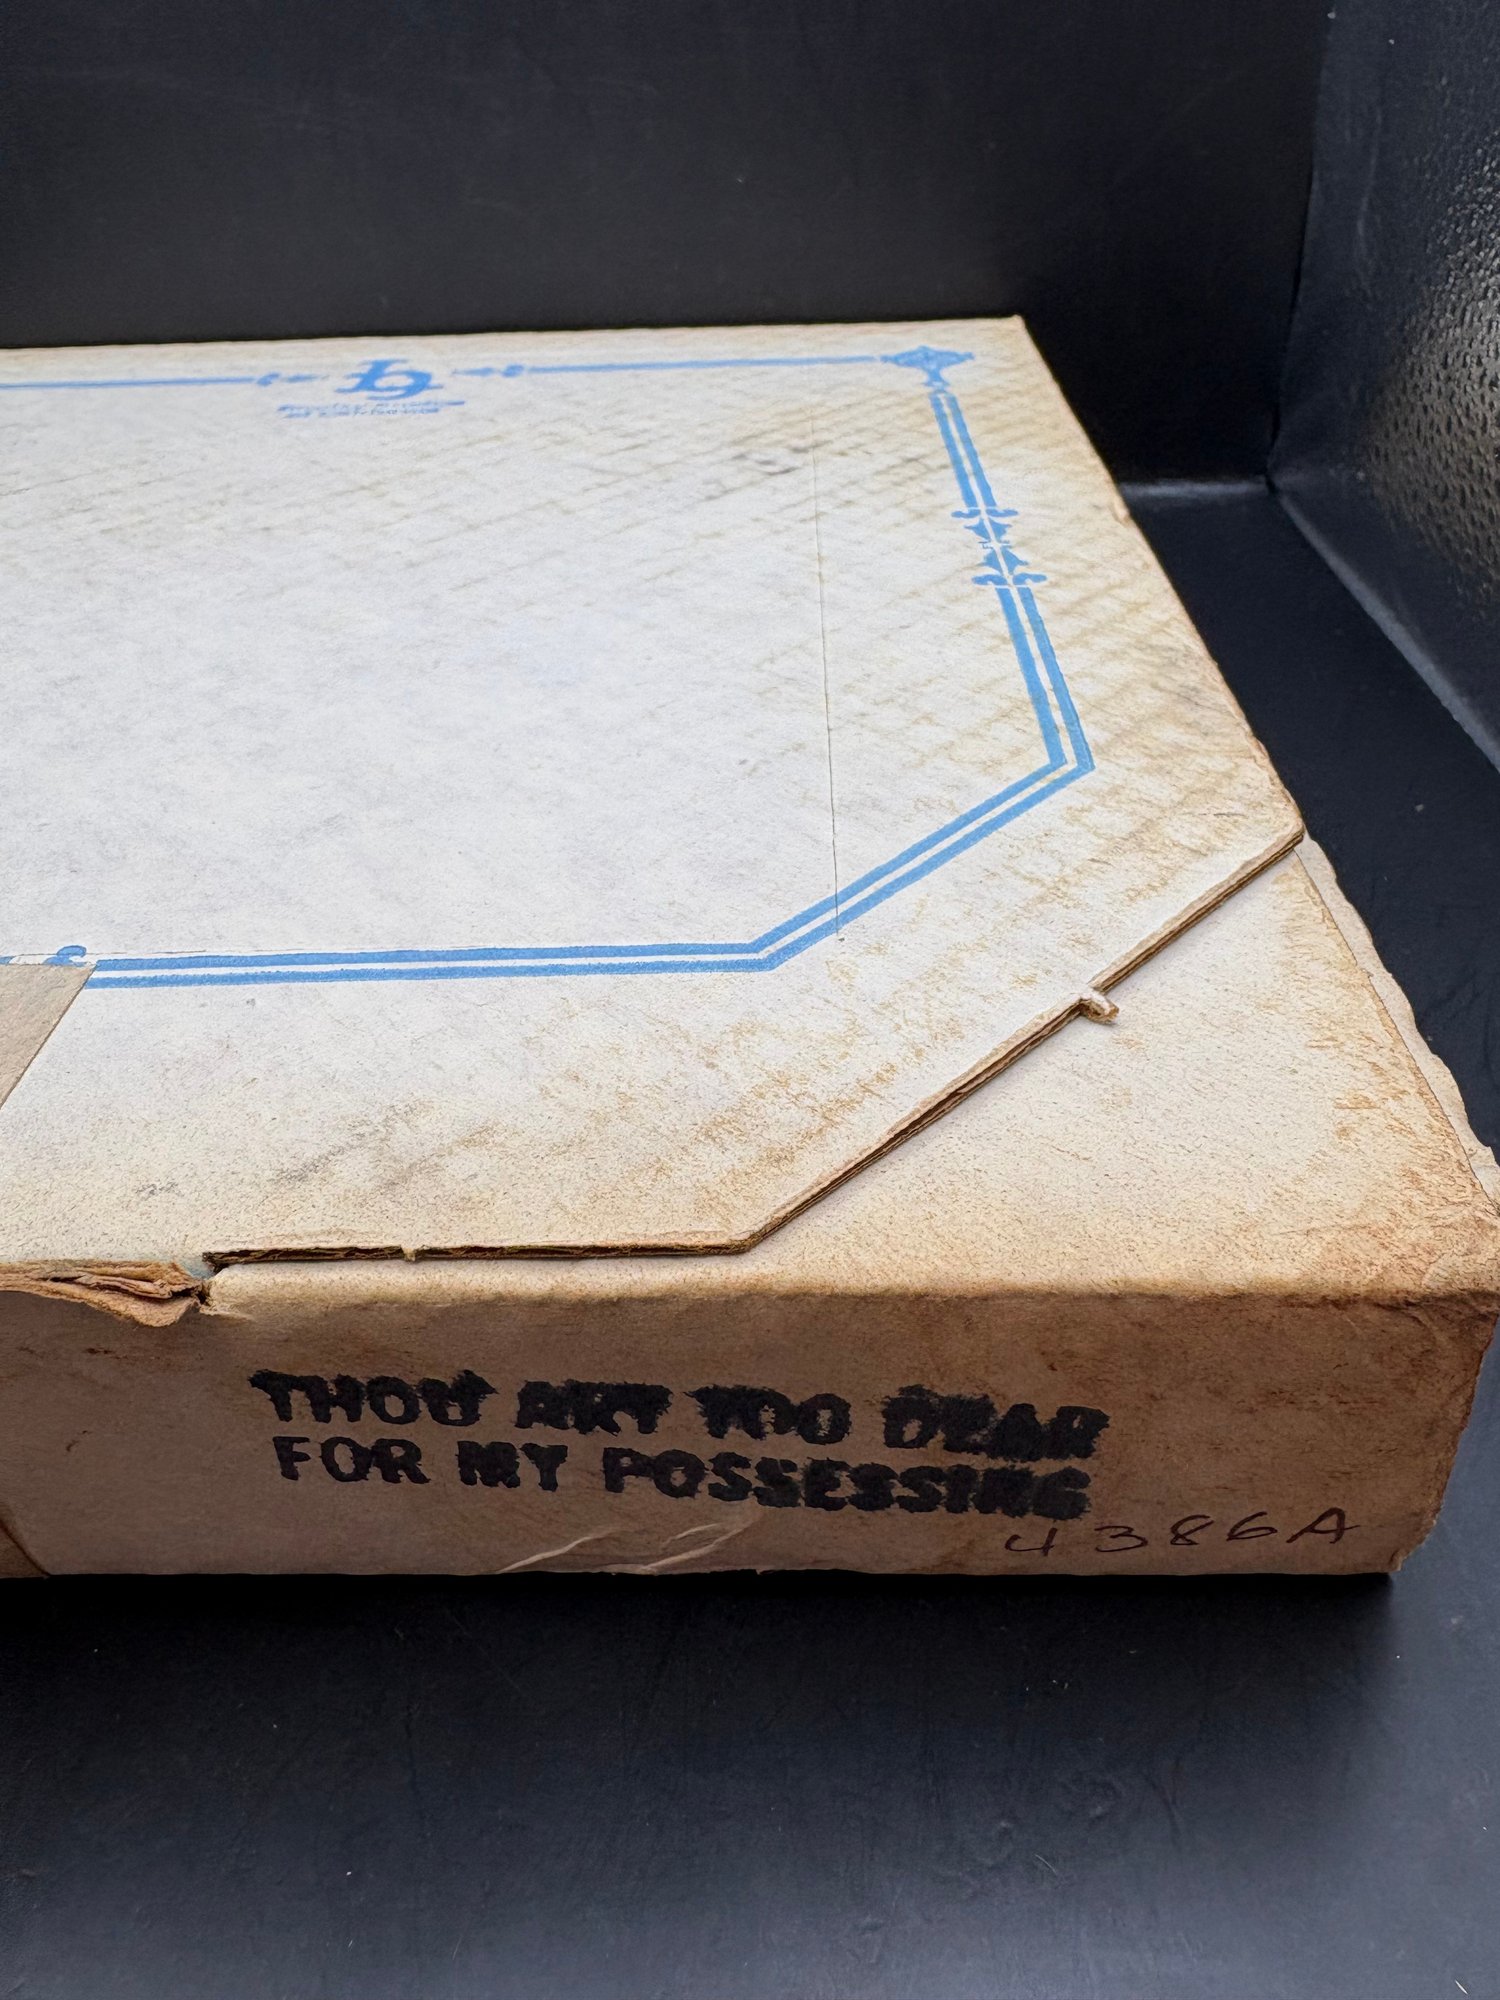 THOU ART TOO DEAR
FOR MY POSSESSING
4386A